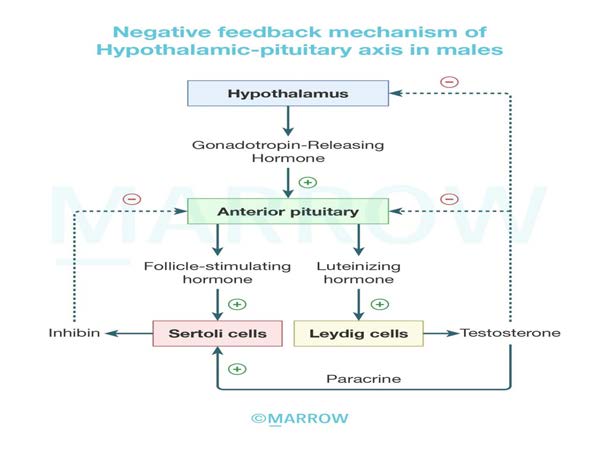 Negative feedback mechanism of
Hypothalamic-pituitary axis in males
Hypothalamus
Gonadotropin-Releasing
Hormone
MARROW
Anterior pituitary
Follicle-stimulating
hormone
Luteinizing
hormone
Inhibin
Sertoli cells
Leydig cells
Testosterone
Paracrine
©MARROW